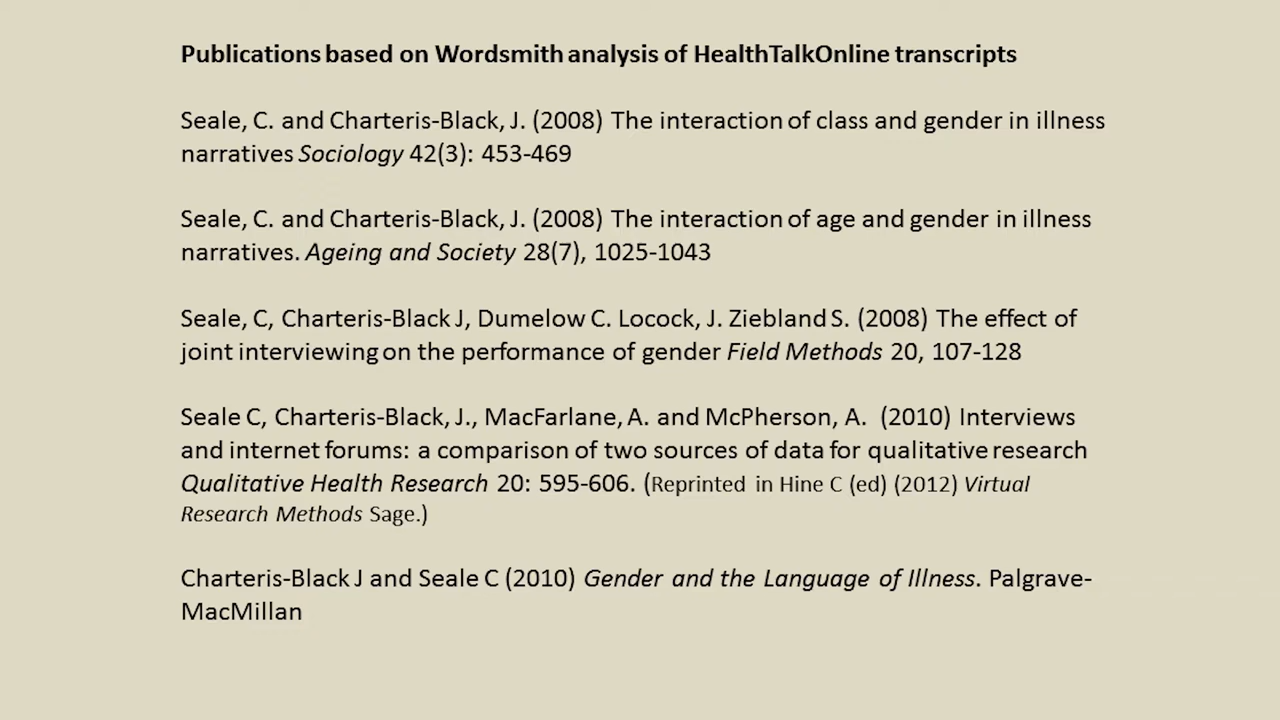 Publications based on Wordsmith analysis of HealthTalkOnline transcripts
Seale, C. and Charteris-Black, J. (2008) The interaction of class and gender in illness
narratives Sociology 42(3): 453-469
Seale, C. and Charteris-Black, J. (2008) The interaction of age and gender in illness
narratives. Ageing and Society 28(7), 1025-1043
Seale, C, Charteris-Black J, Dumelow C. Locock, J. Ziebland S. (2008) The effect of
joint interviewing on the performance of gender Field Methods 20, 107-128
Seale C, Charteris-Black, J., MacFarlane, A. and McPherson, A.  (2010) Interviews
and internet forums: a comparison of two sources of data for qualitative research
Qualitative Health Research 20: 595-606. (Reprinted in Hine C (ed) (2012) Virtual
Research Methods Sage.)
Charteris-Black J and Seale C (2010) Gender and the Language of Illness. Palgrave-
MacMillan